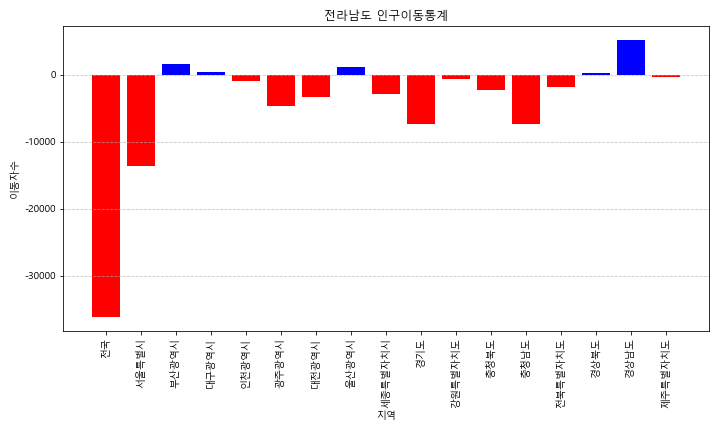 전라남도 인구이동통계
이동자수
0
-10000
-20000
-30000
전국
서울특별시
부산광역시
대구광역시
인천광역시
광주광역시
대전광역시
울산광역시
세종특별자치시
경기도
강원특별자치도
충청북도
충청남도
전북특별자치도
경상북도
경상남도
제주특별자치도
지역